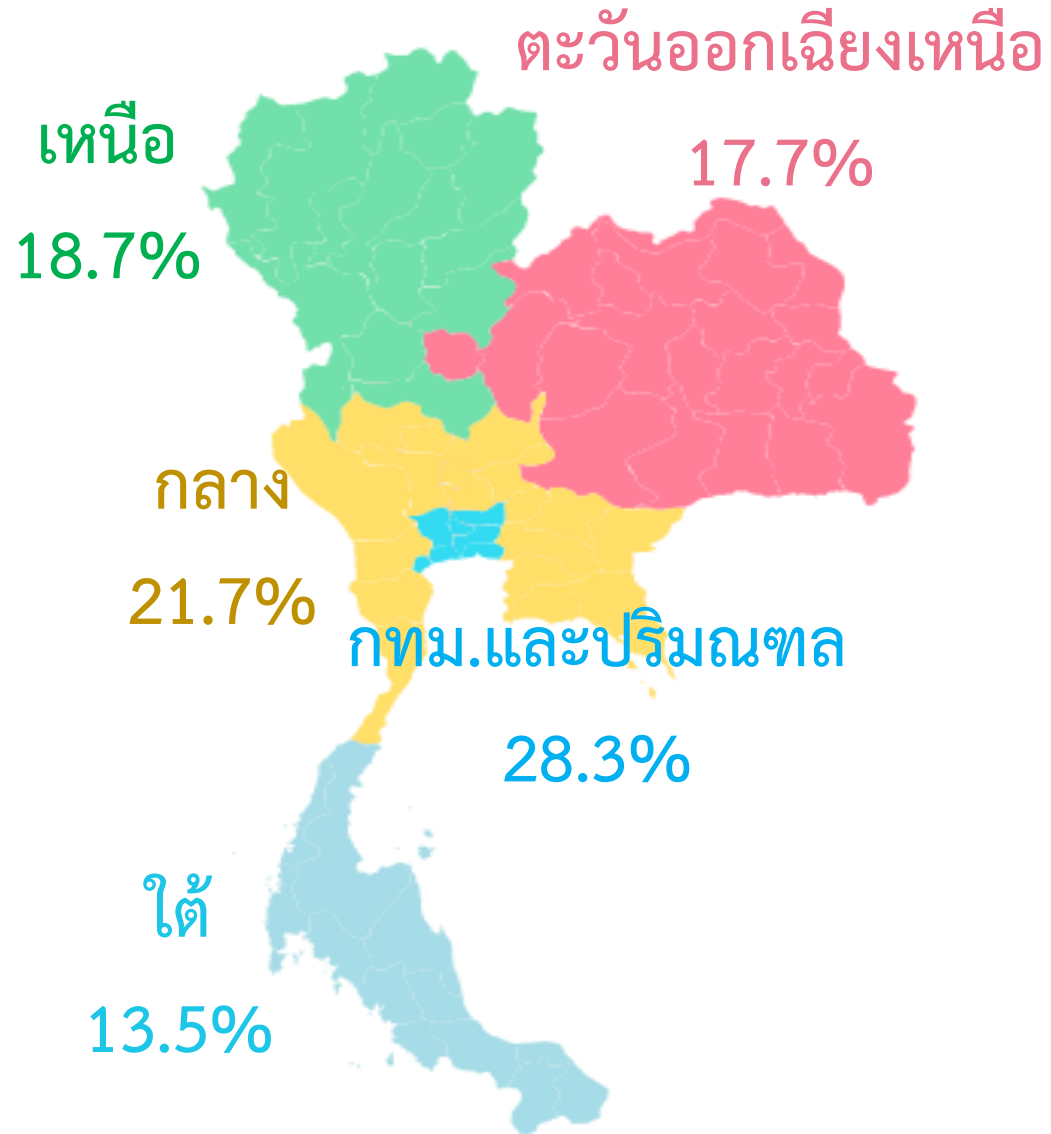 ตะวันออกเฉียงเหนือ
17.7%
เหนือ
18.7%
กลาง
21.7%
กทม.และปริมณฑล
28.3%
ใต้
13.5%